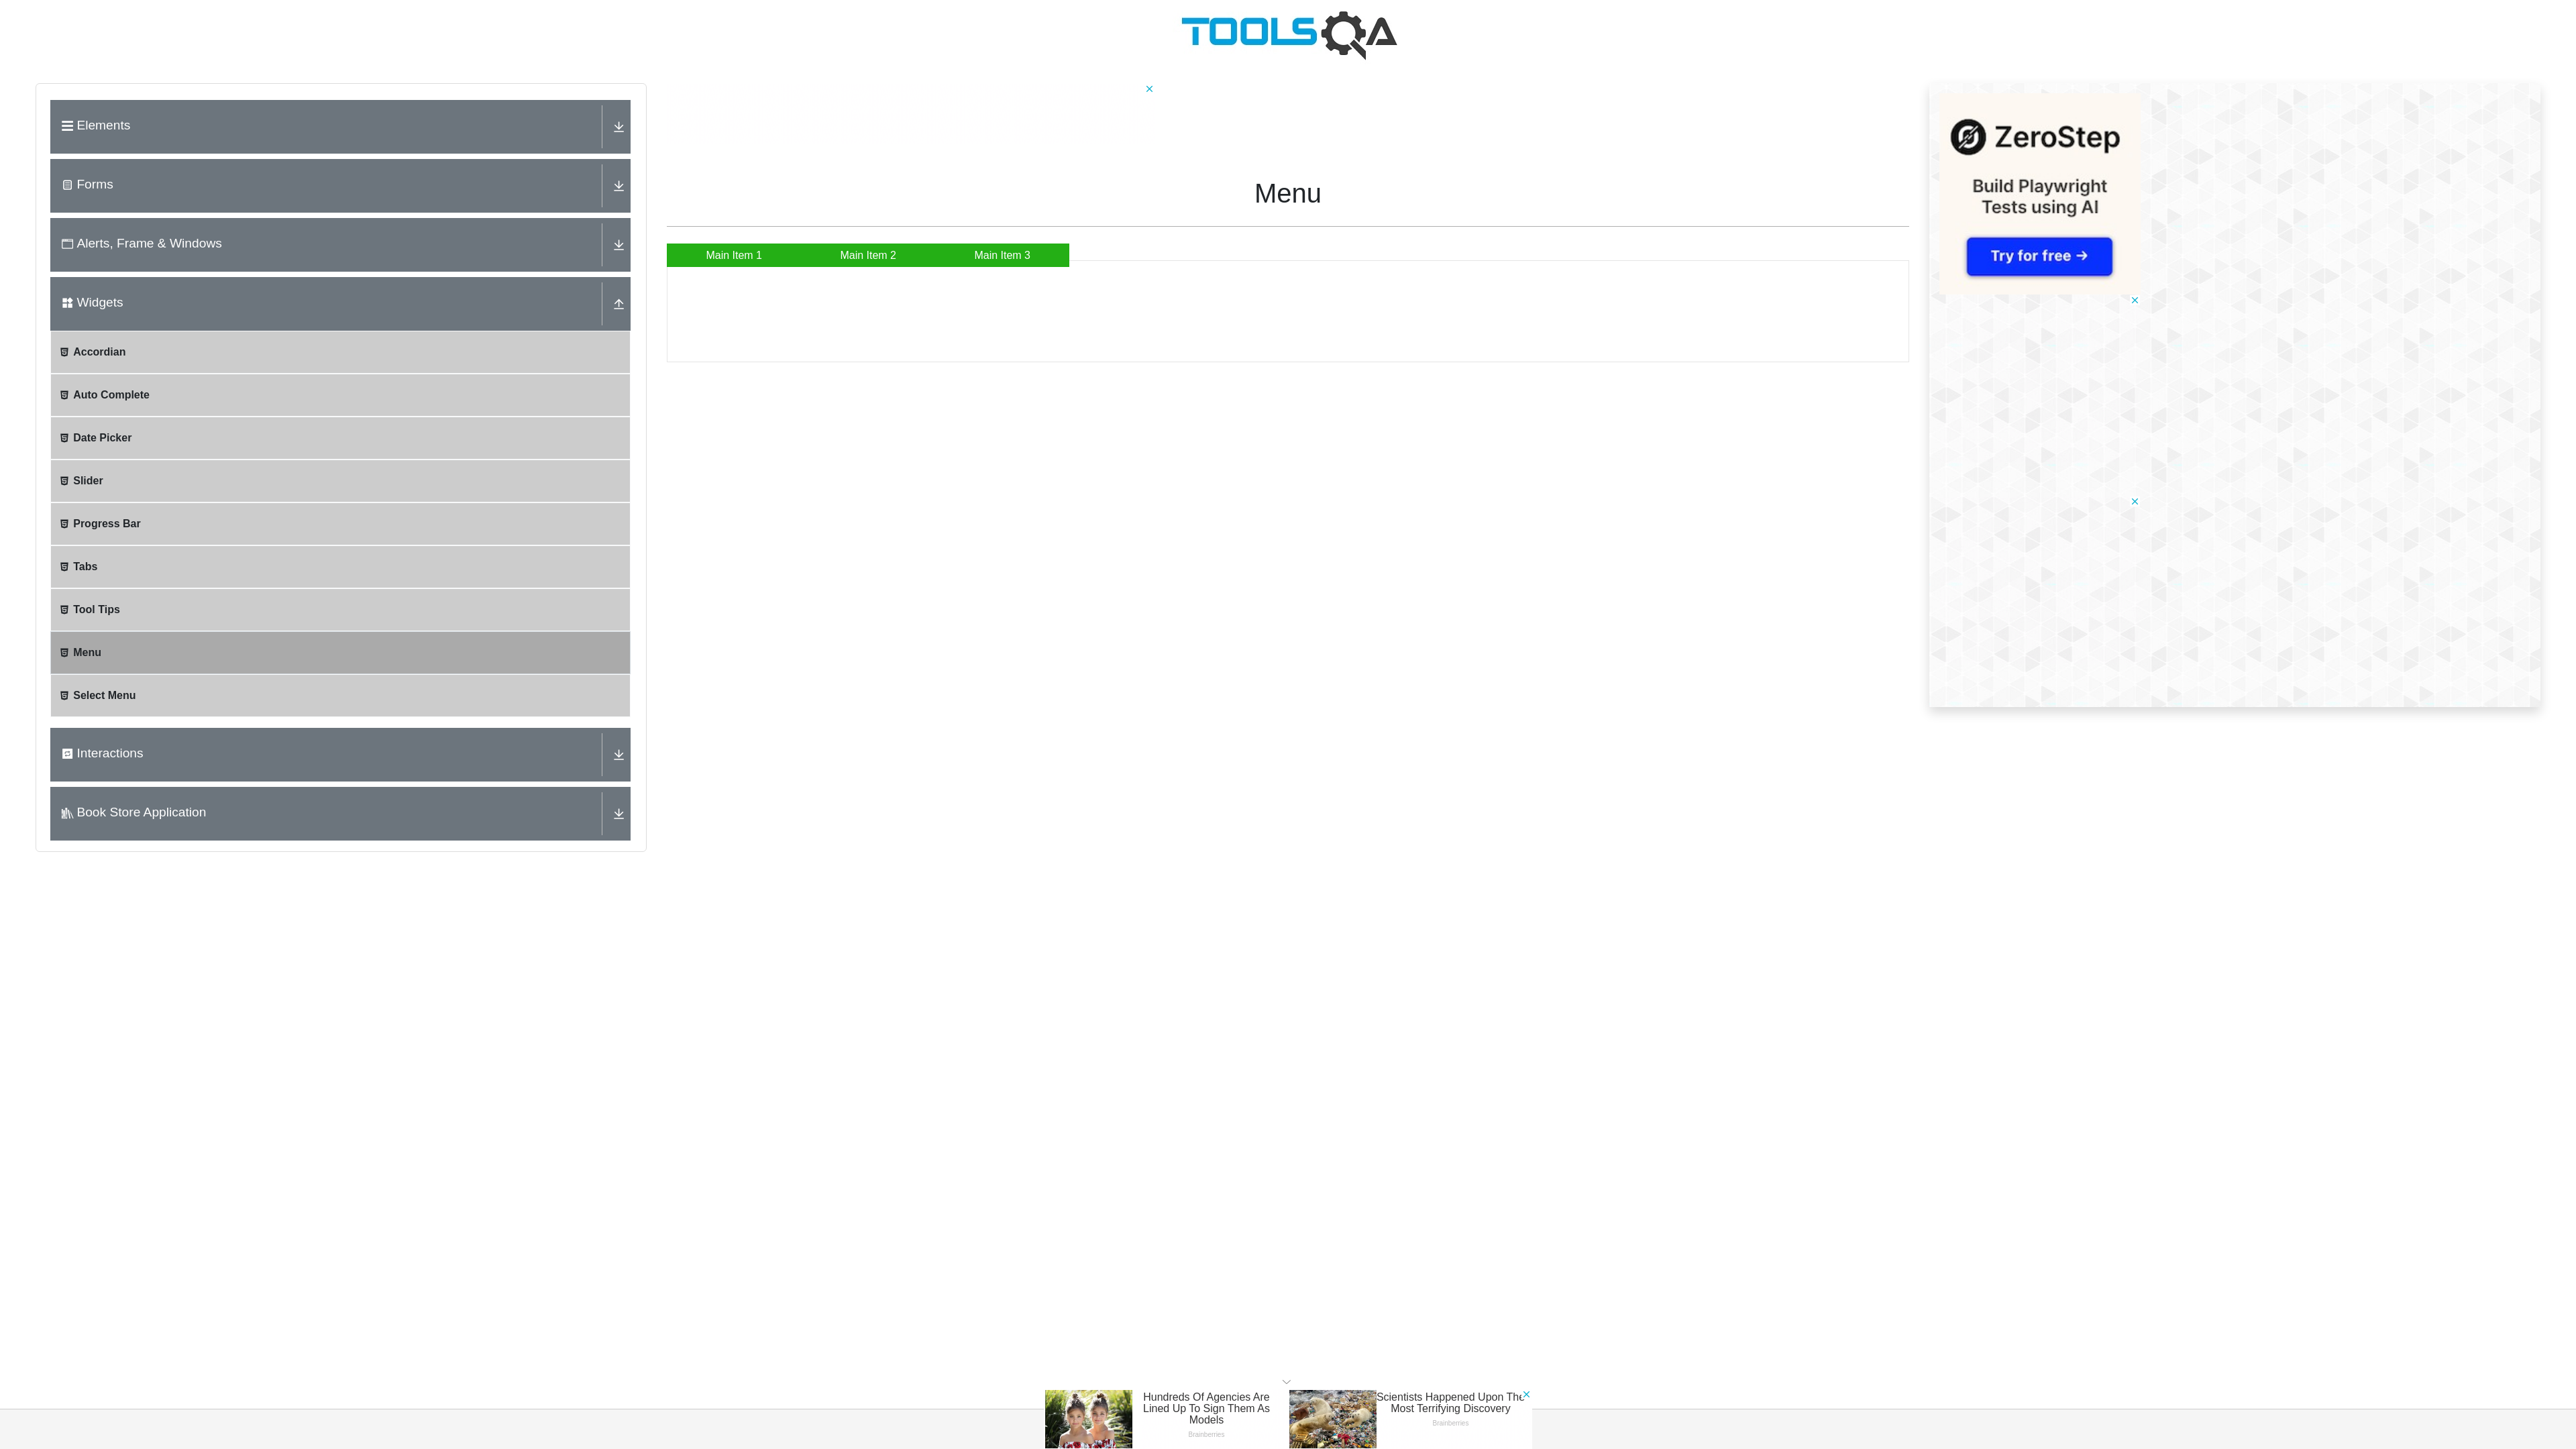 TOOLSQA
Elements
Forms
Alerts, Frame & Windows
Widgets
Accordian
Auto Complete
Date Picker
Slider
Progress Bar
Tabs
Tool Tips
Menu
Select Menu
Interactions
Book Store Application
Menu
Main Item 1
Main Item 2
Main Item 3
ZeroStep
Build Playwright
Tests using AI
Try for free →
Hundreds Of Agencies Are
Lined Up To Sign Them As
Models
Brainberries
Scientists Happened Upon The
Most Terrifying Discovery
Brainberries